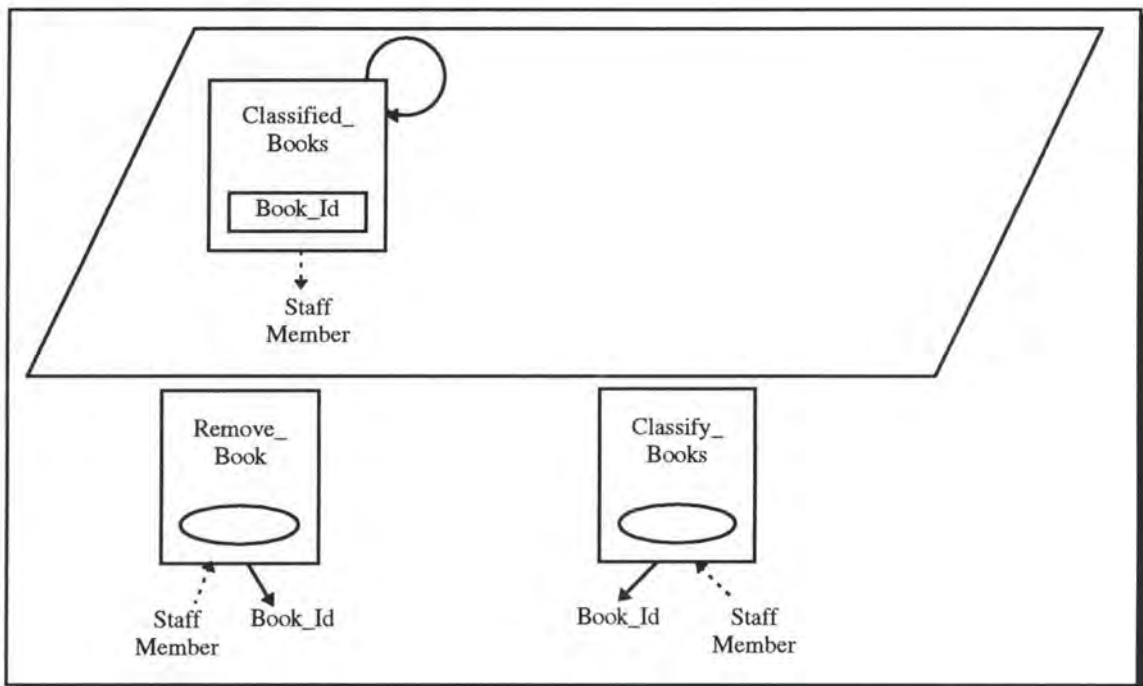 Classified_
Books
Book_Id
Staff
Member
Remove_
Book
Staff
Member
Book_Id
Classify_
Books
Book_Id
Staff
Member